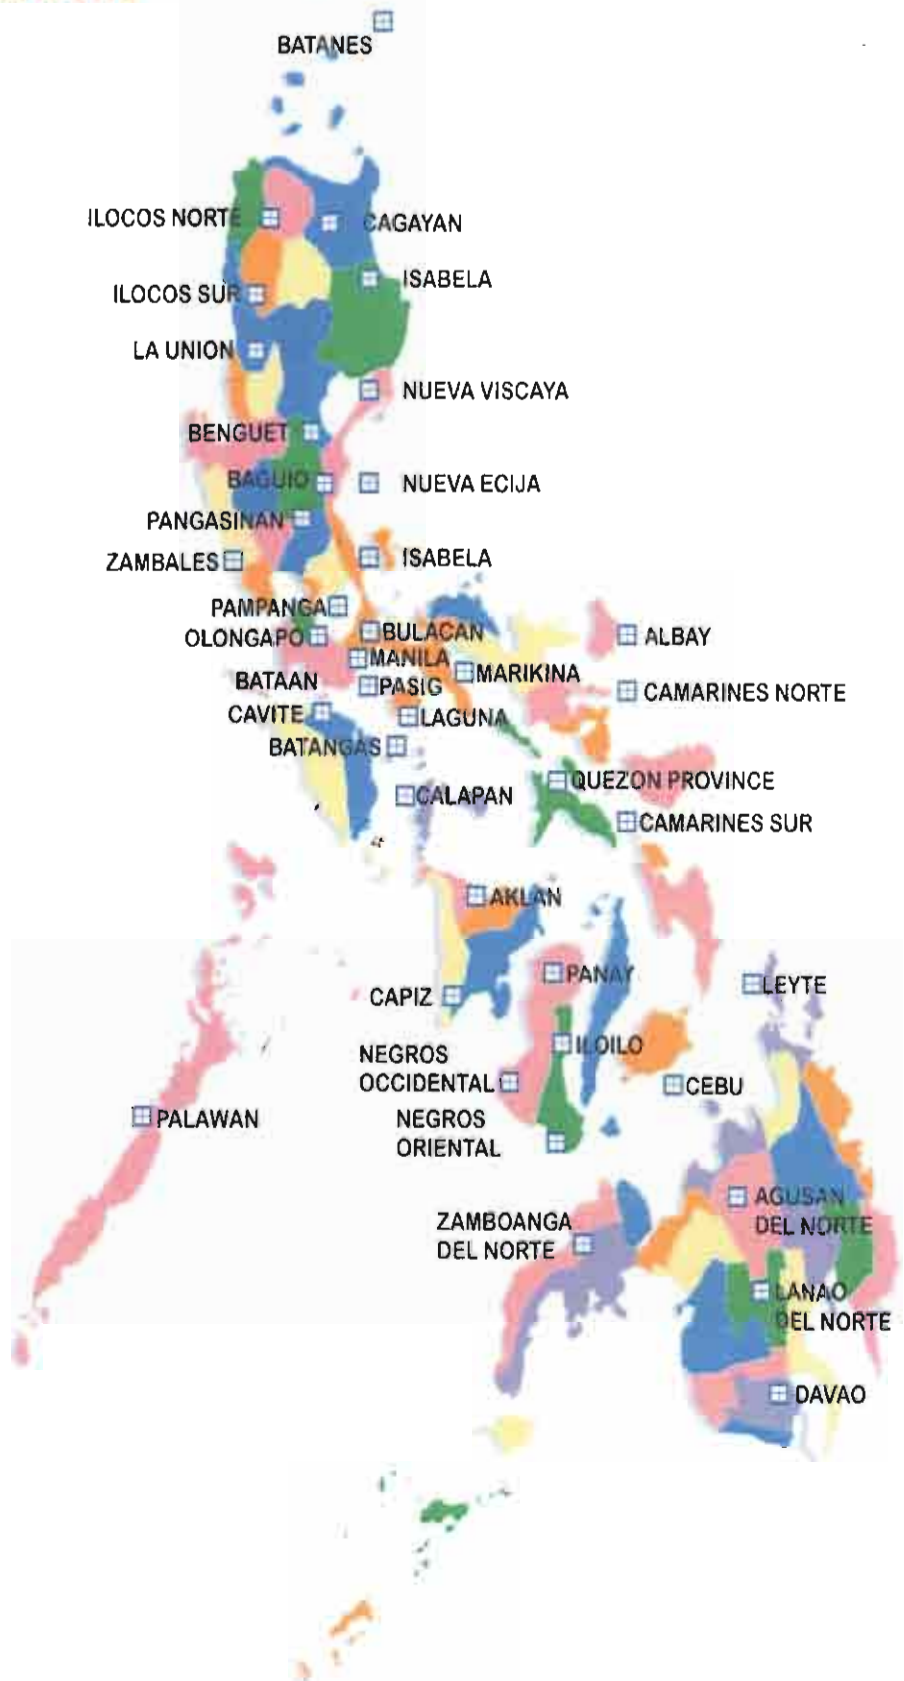 BATANES
ILOCOS NORTE
CAGAYAN
ISABELA
ILOCOS SUR
LA UNION
NUEVA VISCAYA
BENGUET
BAGUIO
NUEVA ECIJA
PANGASINAN
ZAMBALES
ISABELA
PAMPANGA
OLONGAPO
BULACAN
ALBAY
MANILA
MARIKINA
BATAAN
PASIG
CAMARINES NORTE
CAVITE
LAGUNA
BATANGAS
QUEZON PROVINCE
CALAPAN
CAMARINES SUR
AKLAN
PANAY
LEYTE
CAPIZ
ILOILO
NEGROS
OCCIDENTAL
CEBU
PALAWAN
NEGROS
ORIENTAL
AGUSAN
DEL NORTE
ZAMBOANGA
DEL NORTE
LANAO
DEL NORTE
DAVAO